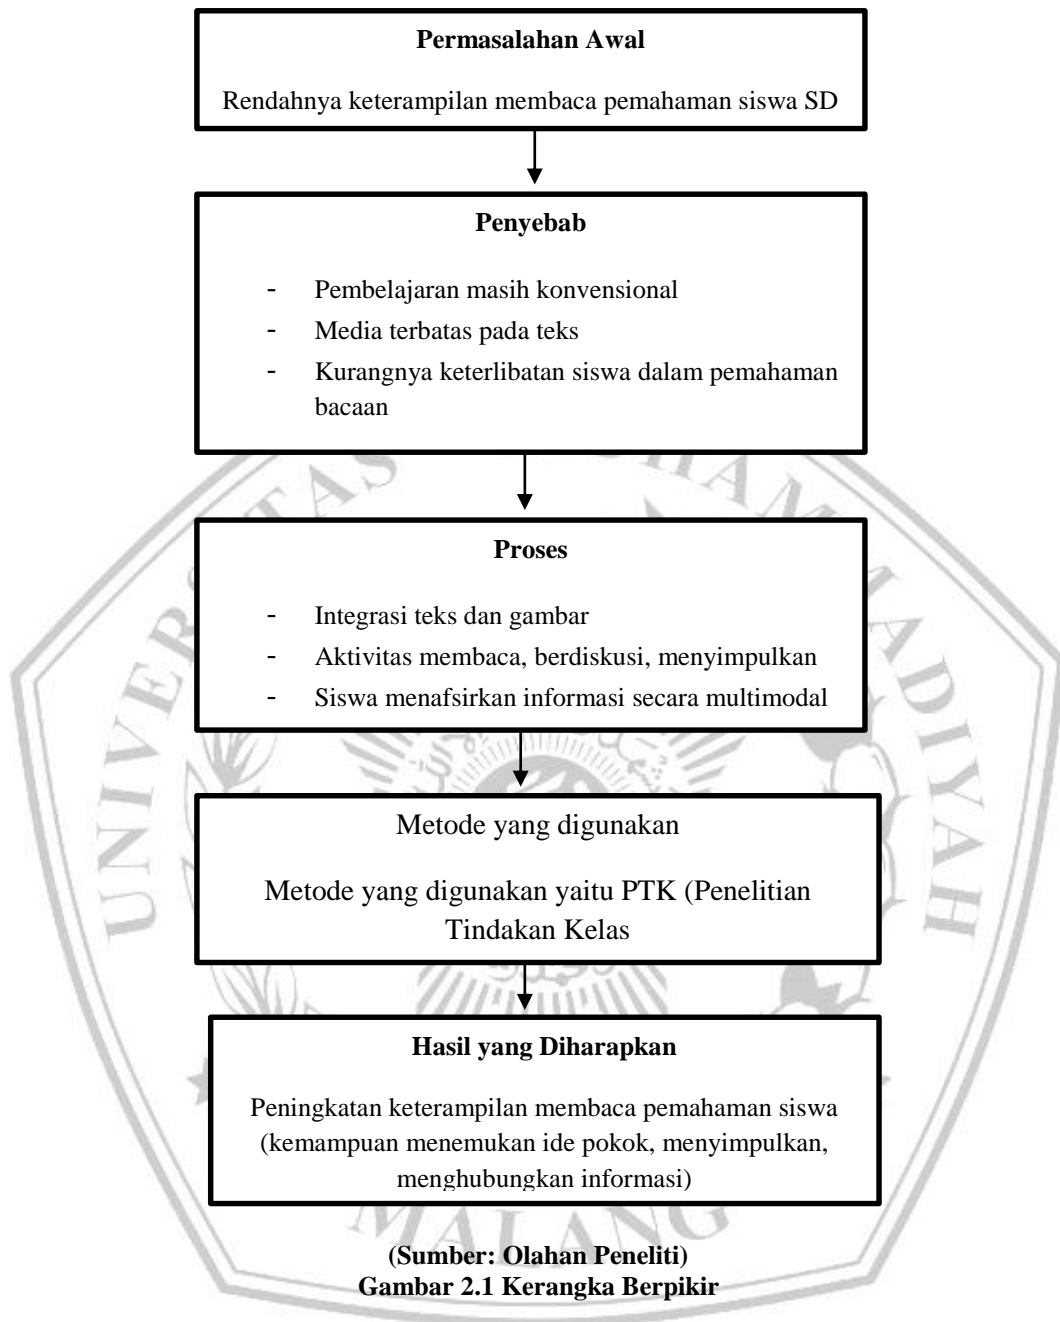 Permasalahan Awal
Rendahnya keterampilan membaca pemahaman siswa SD
Penyebab
- Pembelajaran masih konvensional
- Media terbatas pada teks
- Kurangnya keterlibatan siswa dalam pemahaman
bacaan
Proses
- Integrasi teks dan gambar
- Aktivitas membaca, berdiskusi, menyimpulkan
- Siswa menafsirkan informasi secara multimodal
Metode yang digunakan
Metode yang digunakan yaitu PTK (Penelitian
Tindakan Kelas
Hasil yang Diharapkan
Peningkatan keterampilan membaca pemahaman siswa
(kemampuan menemukan ide pokok, menyimpulkan,
menghubungkan informasi)
MALANG
(Sumber: Olahan Peneliti)
Gambar 2.1 Kerangka Berpikir